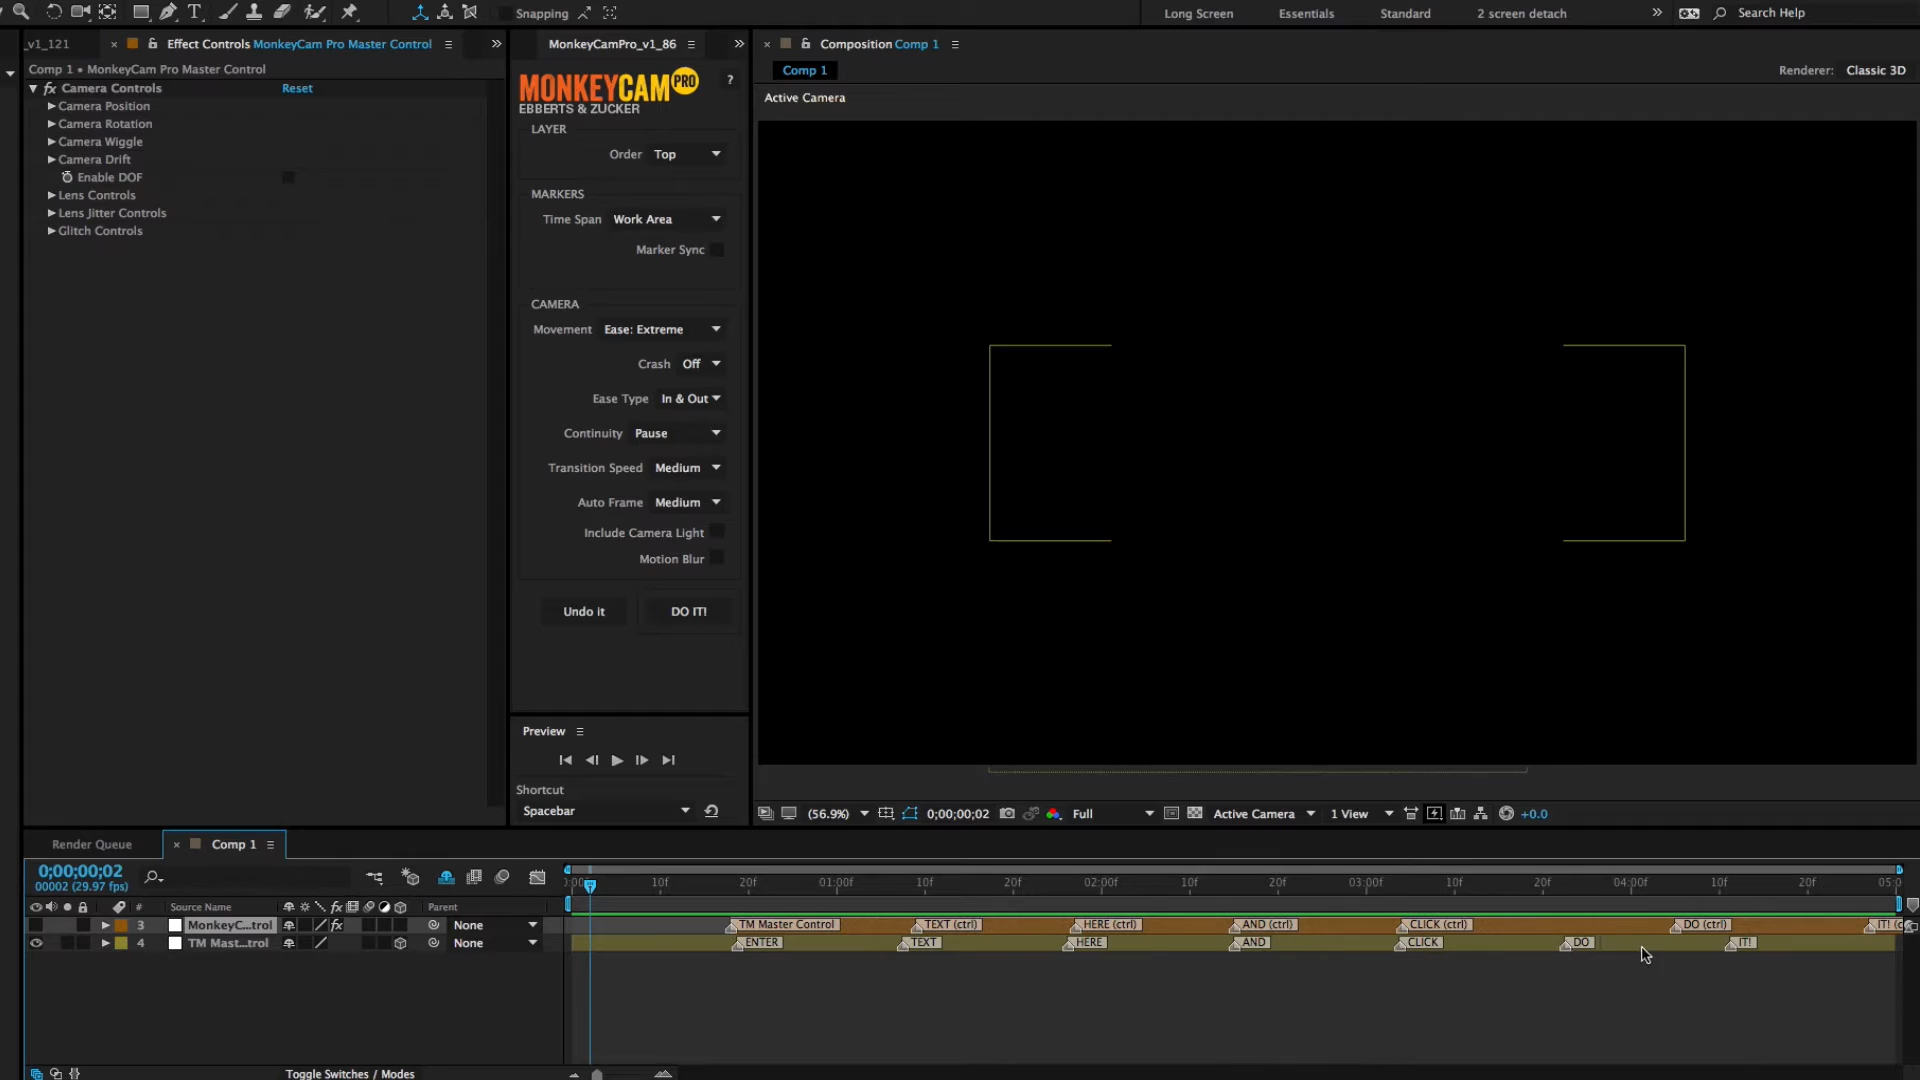 Snapping
Long Screen
Essentials
Standard
2 screen detach
Search Help
_v1_121
Effect Controls MonkeyCam Pro Master Control
MonkeyCamPro_v1_86
Composition Comp 1
Comp 1 • MonkeyCam Pro Master Control
Comp 1
Renderer: Classic 3D
fx Camera Controls Reset
Camera Position
Camera Rotation
Camera Wiggle
Camera Drift
Enable DOF
Lens Controls
Lens Jitter Controls
Glitch Controls
MONKEYCAM PRO
?
EBBERTS & ZUCKER
LAYER
Order Top
MARKERS
Time Span Work Area
Marker Sync
CAMERA
Movement Ease: Extreme
Crash Off
Ease Type In & Out
Continuity Pause
Transition Speed Medium
Auto Frame Medium
Include Camera Light
Motion Blur
Undo it DO IT!
Active Camera
Preview
Shortcut
Spacebar
(56.9%) 0;00;00;02 Full Active Camera 1 View +0.0
Render Queue
Comp 1
0;00;00;02
00002 (29.97 fps)
:00f 10f 20f 01:00f 10f 20f 02:00f 10f 20f 03:00f 10f 20f 04:00f 10f 20f 05:0
# Source Name fx Parent
3 MonkeyC...trol fx None
TM Master Control TEXT (ctrl) HERE (ctrl) AND (ctrl) CLICK (ctrl) DO (ctrl) IT! (c
4 TM Mast...trol None
ENTER TEXT HERE AND CLICK DO IT!
Toggle Switches / Modes